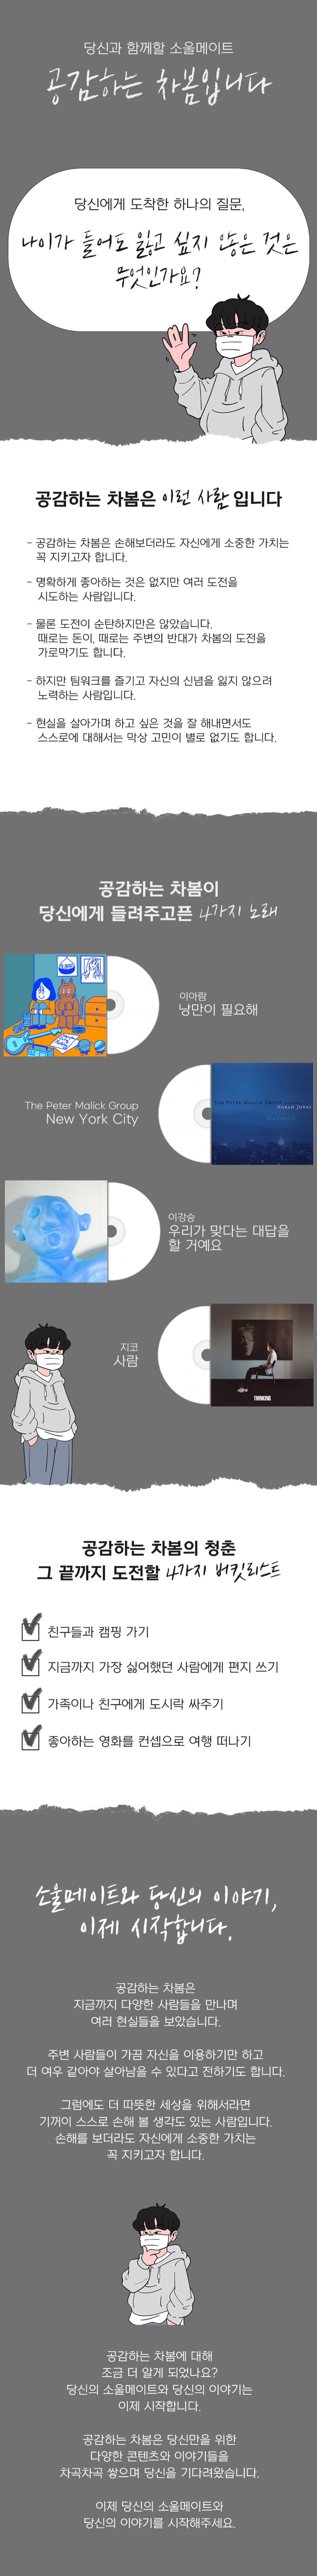 당신과 함께할 소울메이트
공감하는 차봄입니다
당신에게 도착한 하나의 질문,
나이가 들어도 잃고 싶지 않은 것은
무엇인가요?
공감하는 차봄은 이런 사람 입니다
- 공감하는 차봄은 손해보더라도 자신에게 소중한 가치는
꼭 지키고자 합니다.
- 명확하게 좋아하는 것은 없지만 여러 도전을
시도하는 사람입니다.
- 물론 도전이 순탄하지만은 않았습니다.
때로는 돈이, 때로는 주변의 반대가 차봄의 도전을
가로막기도 합니다.
- 하지만 팀워크를 즐기고 자신의 신념을 잃지 않으려
노력하는 사람입니다.
- 현실을 살아가며 하고 싶은 것을 잘 해내면서도
스스로에 대해서는 막상 고민이 별로 없기도 합니다.
공감하는 차봄이
당신에게 들려주고픈 4가지 노래
이아람
낭만이 필요해
The Peter Malick Group
New York City
THE PETER MALICK GROUP
NORAH JONES
이강승
우리가 맞다는 대답을
할 거예요
지코
사람
THINKING
공감하는 차봄의 청춘
그 끝까지 도전할 4가지 버킷리스트
친구들과 캠핑 가기
지금까지 가장 싫어했던 사람에게 편지 쓰기
가족이나 친구에게 도시락 싸주기
좋아하는 영화를 컨셉으로 여행 떠나기
소울메이트와 당신의 이야기,
이제 시작합니다.
공감하는 차봄은
지금까지 다양한 사람들을 만나며
여러 현실들을 보았습니다.
주변 사람들이 가끔 자신을 이용하기만 하고
더 여우 같아야 살아남을 수 있다고 전하기도 합니다.
그럼에도 더 따뜻한 세상을 위해서라면
기꺼이 스스로 손해 볼 생각도 있는 사람입니다.
손해를 보더라도 자신에게 소중한 가치는
꼭 지키고자 합니다.
공감하는 차봄에 대해
조금 더 알게 되었나요?
당신의 소울메이트와 당신의 이야기는
이제 시작합니다.
공감하는 차봄은 당신만을 위한
다양한 콘텐츠와 이야기들을
차곡차곡 쌓으며 당신을 기다려왔습니다.
이제 당신의 소울메이트와
당신의 이야기를 시작해주세요.